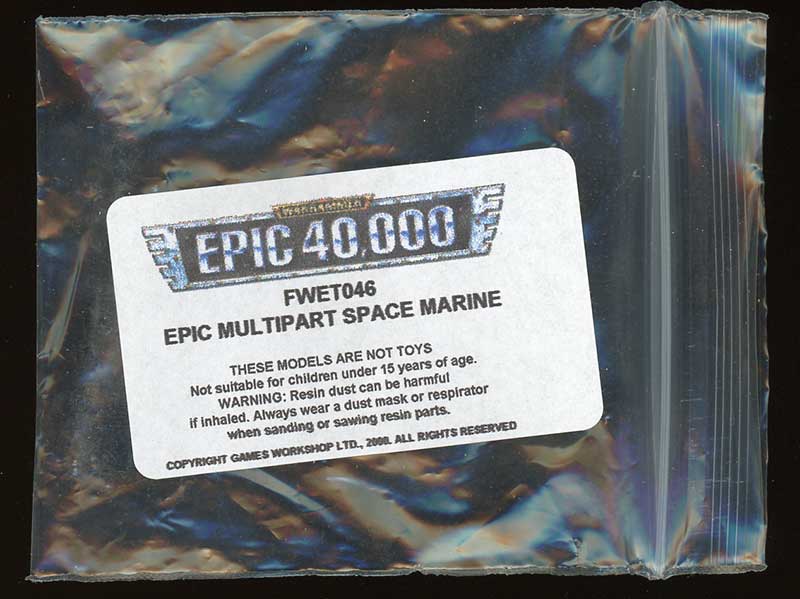 EPIC 40,000
FWET046
EPIC MULTIPART SPACE MARINE
THESE MODELS ARE NOT TOYS
Not suitable for children under 15 years of age.
WARNING: Resin dust can be harmful
if inhaled. Always wear a dust mask or respirator
when sanding or sawing resin parts.
COPYRIGHT GAMES WORKSHOP LTD., 2000. ALL RIGHTS RESERVED